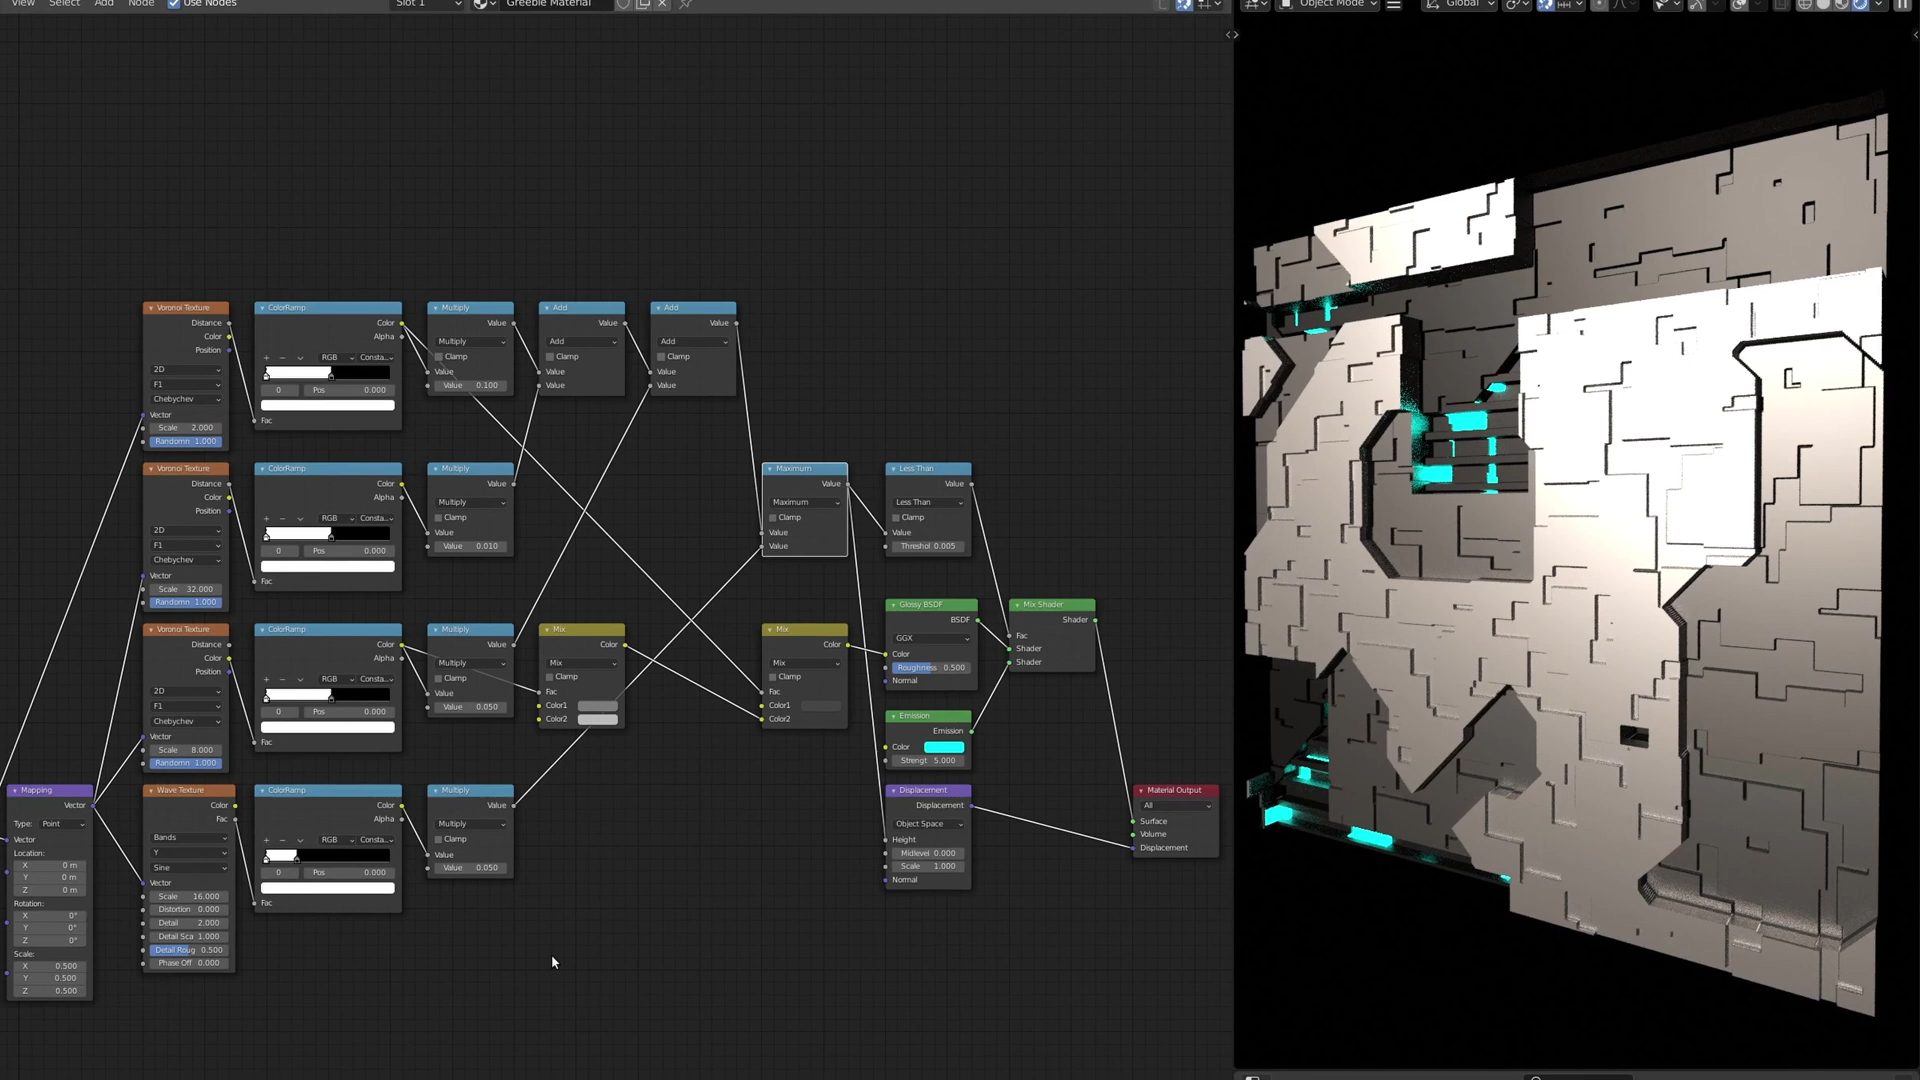 View Select Add Node Use Nodes Slot 1 Greeble Material Object Mode Global
Voronoi Texture
Distance
Color
Position
2D
F1
Chebychev
Vector
Scale 2.000
Randomn 1.000
ColorRamp
Color
Alpha
RGB Consta...
0 Pos 0.000
Fac
Multiply
Value
Multiply
Clamp
Value
Value 0.100
Add
Value
Add
Clamp
Value
Value
Add
Value
Add
Clamp
Value
Value
Voronoi Texture
Distance
Color
Position
2D
F1
Chebychev
Vector
Scale 32.000
Randomn 1.000
ColorRamp
Color
Alpha
RGB Consta...
0 Pos 0.000
Fac
Multiply
Value
Multiply
Clamp
Value
Value 0.010
Maximum
Value
Maximum
Clamp
Value
Value
Less Than
Value
Less Than
Clamp
Value
Threshol 0.005
Voronoi Texture
Distance
Color
Position
2D
F1
Chebychev
Vector
Scale 8.000
Randomn 1.000
ColorRamp
Color
Alpha
RGB Consta...
0 Pos 0.000
Fac
Multiply
Value
Multiply
Clamp
Value
Value 0.050
Mix
Color
Mix
Clamp
Fac
Color1
Color2
Mix
Color
Mix
Clamp
Fac
Color1
Color2
Glossy BSDF
BSDF
GGX
Color
Roughness 0.500
Normal
Mix Shader
Shader
Fac
Shader
Shader
Emission
Emission
Color
Strengt 5.000
Mapping
Vector
Type: Point
Vector
Location:
X 0 m
Y 0 m
Z 0 m
Rotation:
X 0°
Y 0°
Z 0°
Scale:
X 0.500
Y 0.500
Z 0.500
Wave Texture
Color
Fac
Bands
Y
Sine
Vector
Scale 16.000
Distortion 0.000
Detail 2.000
Detail Sca 1.000
Detail Roug 0.500
Phase Off 0.000
ColorRamp
Color
Alpha
RGB Consta...
0 Pos 0.000
Fac
Multiply
Value
Multiply
Clamp
Value
Value 0.050
Displacement
Displacement
Object Space
Height
Midlevel 0.000
Scale 1.000
Normal
Material Output
All
Surface
Volume
Displacement